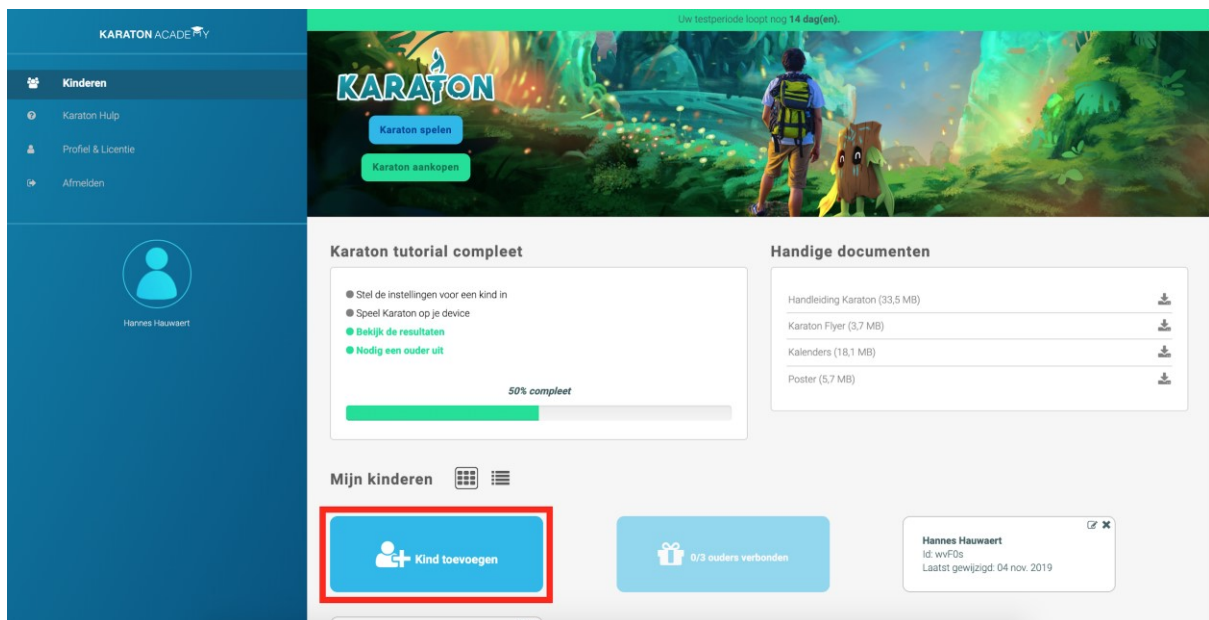 KARATON ACADEMY
Kinderen
Karaton Hulp
Profiel & Licentie
Afmelden
Hannes Hauwaert
Uw testperiode loopt nog 14 dag(en).
KARATON
Karaton spelen
Karaton aankopen
Karaton tutorial compleet
Stel de instellingen voor een kind in
Speel Karaton op je device
Bekijk de resultaten
Nodig een ouder uit
50% compleet
Handige documenten
Handleiding Karaton (33,5 MB)
Karaton Flyer (3,7 MB)
Kalenders (18,1 MB)
Poster (5,7 MB)
Mijn kinderen
Kind toevoegen
0/3 ouders verbonden
Hannes Hauwaert
Id: wvF0s
Laatst gewijzigd: 04 nov. 2019